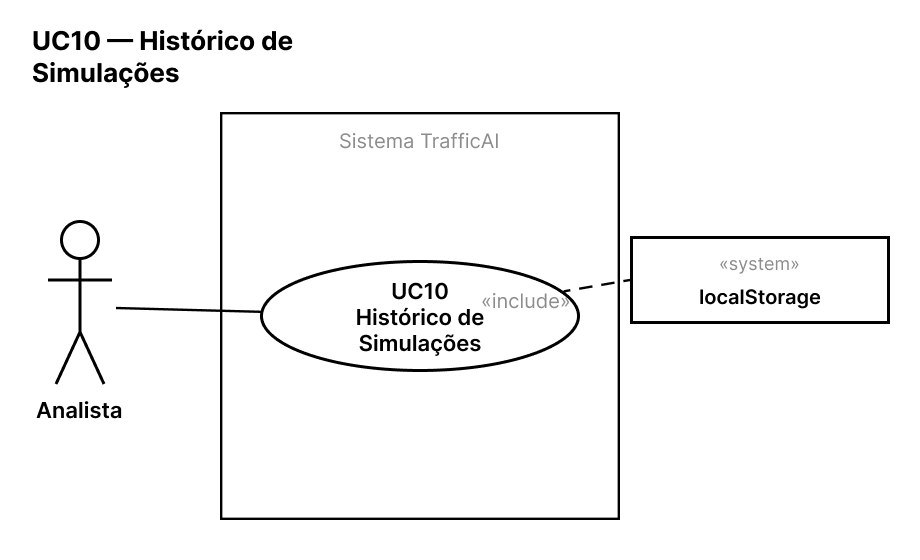 UC10 — Histórico de
Simulações
Sistema TrafficAI
«system»
localStorage
UC10
«include»
Histórico de
Simulações
Analista